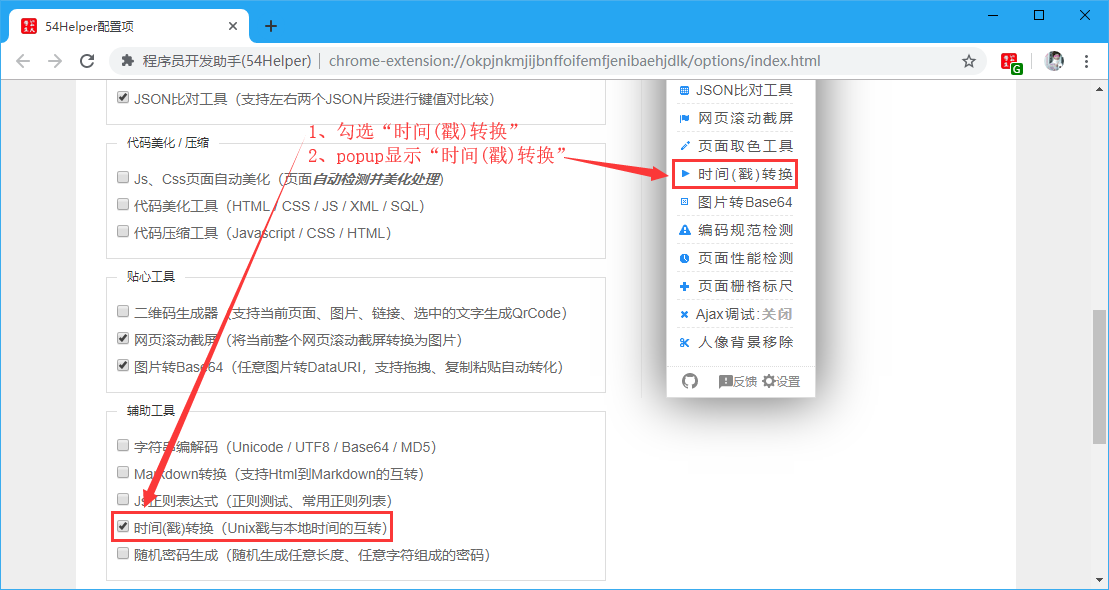 54Helper配置项
程序员开发助手(54Helper)
chrome-extension://okpjnkmjijbnffoifemfjenibaehjdlk/options/index.html
JSON比对工具（支持左右两个JSON片段进行键值对比较）
1、勾选“时间(戳)转换”
2、popup显示“时间(戳)转换”
代码美化 / 压缩
Js、Css页面自动美化（页面自动检测并美化处理）
代码美化工具（HTML / CSS / JS / XML / SQL）
代码压缩工具（Javascript / CSS / HTML）
贴心工具
二维码生成器（支持当前页面、图片、链接、选中的文字生成QrCode）
网页滚动截屏（将当前整个网页滚动截屏转换为图片）
图片转Base64（任意图片转DataURI，支持拖拽、复制粘贴自动转化）
辅助工具
字符串编解码（Unicode / UTF8 / Base64 / MD5）
Markdown转换（支持Html到Markdown的互转）
Js正则表达式（正则测试、常用正则列表）
时间(戳)转换（Unix戳与本地时间的互转）
随机密码生成（随机生成任意长度、任意字符组成的密码）
JSON比对工具
网页滚动截屏
页面取色工具
时间(戳)转换
图片转Base64
编码规范检测
页面性能检测
页面栅格标尺
Ajax调试:关闭
人像背景移除
反馈 设置
G